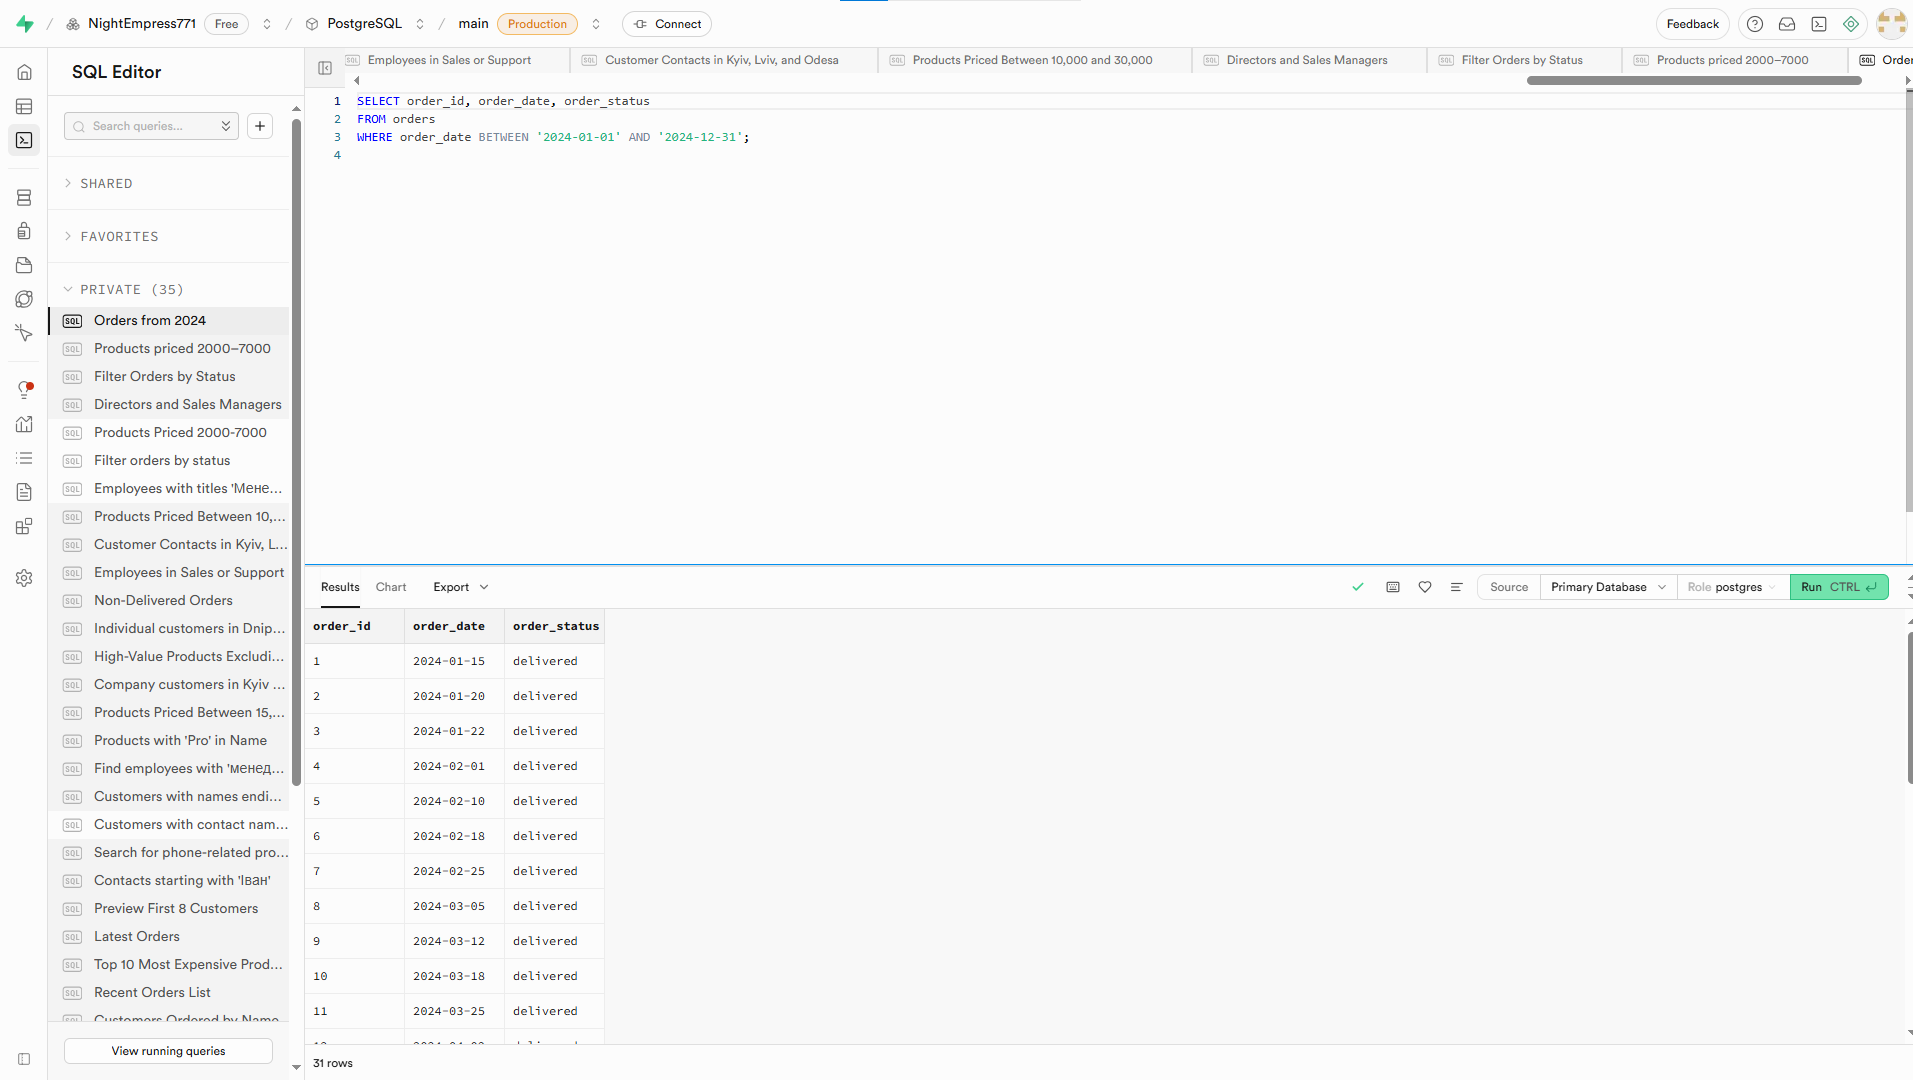 NightEmpress771 Free / PostgreSQL / main Production Connect Feedback
SQL Editor
Search queries...
SHARED
FAVORITES
PRIVATE (35)
SQL Orders from 2024
SQL Products priced 2000–7000
SQL Filter Orders by Status
SQL Directors and Sales Managers
SQL Products Priced 2000-7000
SQL Filter orders by status
SQL Employees with titles 'Мене...
SQL Products Priced Between 10,...
SQL Customer Contacts in Kyiv, L...
SQL Employees in Sales or Support
SQL Non-Delivered Orders
SQL Individual customers in Dnip...
SQL High-Value Products Excludi...
SQL Company customers in Kyiv ...
SQL Products Priced Between 15,...
SQL Products with 'Pro' in Name
SQL Find employees with 'менед...
SQL Customers with names endi...
SQL Customers with contact nam...
SQL Search for phone-related pro...
SQL Contacts starting with 'Іван'
SQL Preview First 8 Customers
SQL Latest Orders
SQL Top 10 Most Expensive Prod...
SQL Recent Orders List
SQL Customers Ordered by Name
View running queries
SQL Employees in Sales or Support
SQL Customer Contacts in Kyiv, Lviv, and Odesa
SQL Products Priced Between 10,000 and 30,000
SQL Directors and Sales Managers
SQL Filter Orders by Status
SQL Products priced 2000–7000
SQL Order
1 SELECT order_id, order_date, order_status
2 FROM orders
3 WHERE order_date BETWEEN '2024-01-01' AND '2024-12-31';
4
Results Chart Export Source Primary Database Role postgres Run CTRL
order_id order_date order_status
1 2024-01-15 delivered
2 2024-01-20 delivered
3 2024-01-22 delivered
4 2024-02-01 delivered
5 2024-02-10 delivered
6 2024-02-18 delivered
7 2024-02-25 delivered
8 2024-03-05 delivered
9 2024-03-12 delivered
10 2024-03-18 delivered
11 2024-03-25 delivered
31 rows